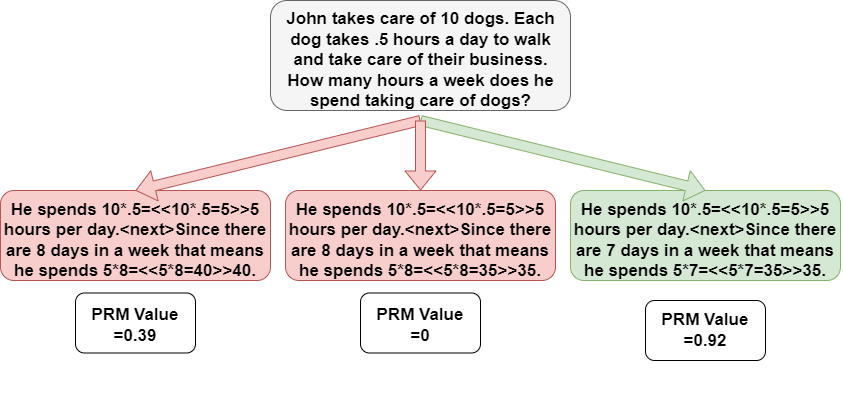 John takes care of 10 dogs. Each
dog takes .5 hours a day to walk
and take care of their business.
How many hours a week does he
spend taking care of dogs?
He spends 10*.5=<<10*.5=5>>5
hours per day.<next>Since there
are 8 days in a week that means
he spends 5*8=<<5*8=40>>40.
He spends 10*.5=<<10*.5=5>>5
hours per day.<next>Since there
are 8 days in a week that means
he spends 5*8=<<5*8=35>>35.
He spends 10*.5=<<10*.5=5>>5
hours per day.<next>Since there
are 7 days in a week that means
he spends 5*7=<<5*7=35>>35.
PRM Value
=0.39
PRM Value
=0
PRM Value
=0.92